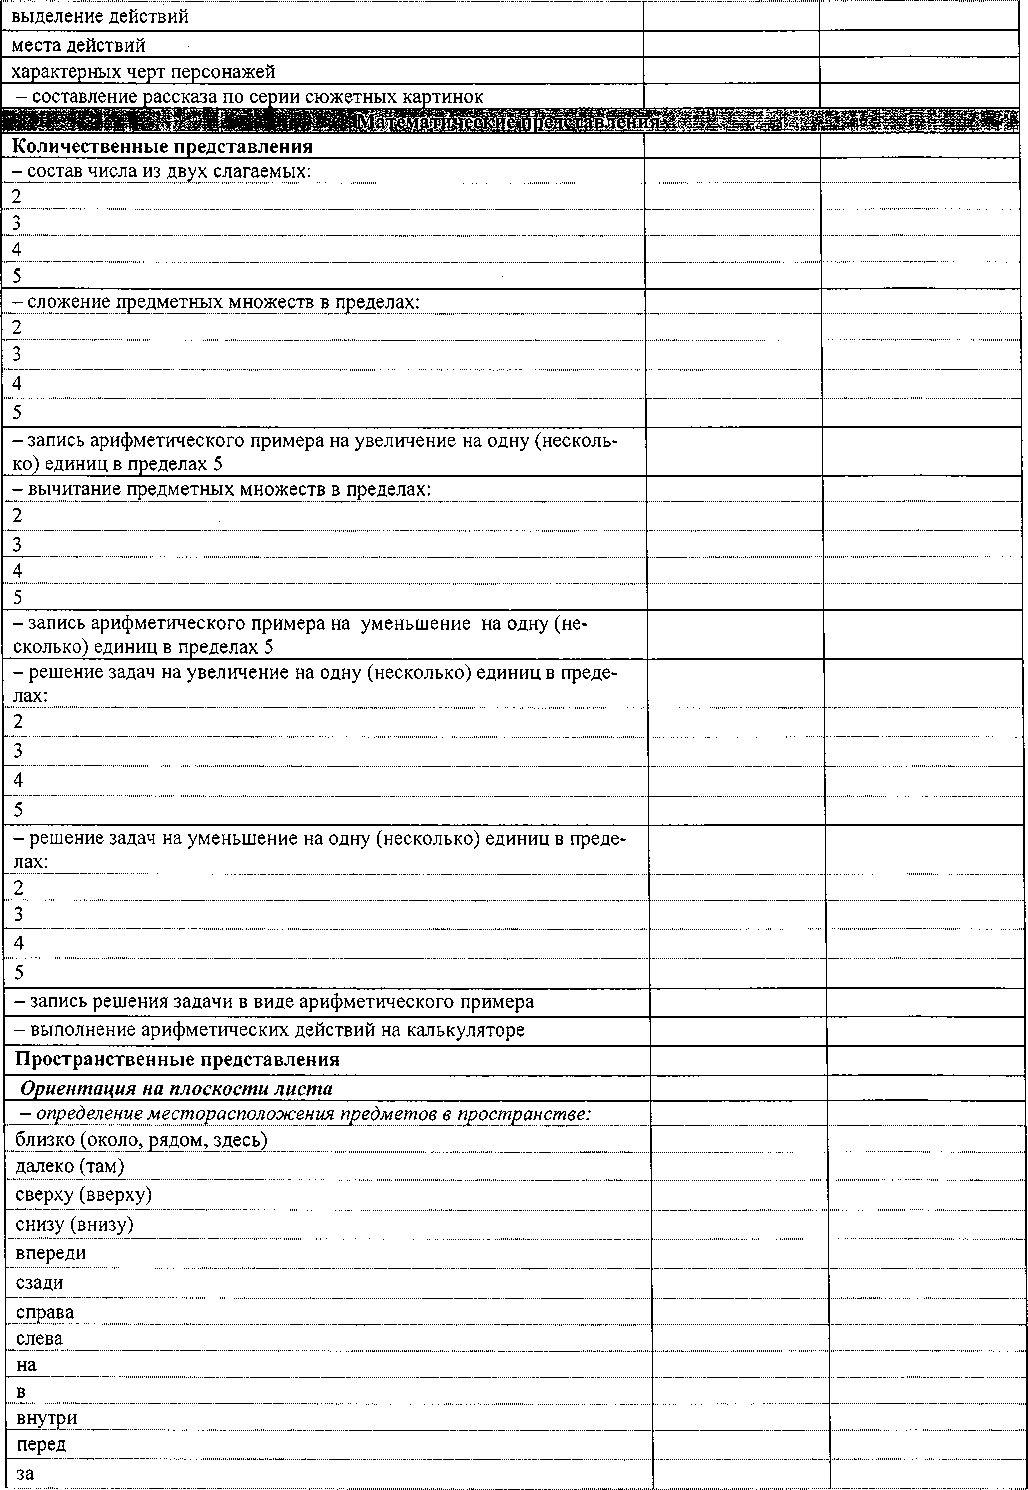 выделение действий
места действий
характерных черт персонажей
– составление рассказа по серии сюжетных картинок
Математические представления
Количественные представления
– состав числа из двух слагаемых:
2
3
4
5
– сложение предметных множеств в пределах:
2
3
4
5
– запись арифметического примера на увеличение на одну (несколь-
ко) единиц в пределах 5
– вычитание предметных множеств в пределах:
2
3
4
5
– запись арифметического примера на уменьшение на одну (не-
сколько) единиц в пределах 5
– решение задач на увеличение на одну (несколько) единиц в преде-
лах:
2
3
4
5
– решение задач на уменьшение на одну (несколько) единиц в преде-
лах:
2
3
4
5
– запись решения задачи в виде арифметического примера
– выполнение арифметических действий на калькуляторе
Пространственные представления
Ориентация на плоскости листа
– определение месторасположения предметов в пространстве:
близко (около, рядом, здесь)
далеко (там)
сверху (вверху)
снизу (внизу)
впереди
сзади
справа
слева
на
в
внутри
перед
за